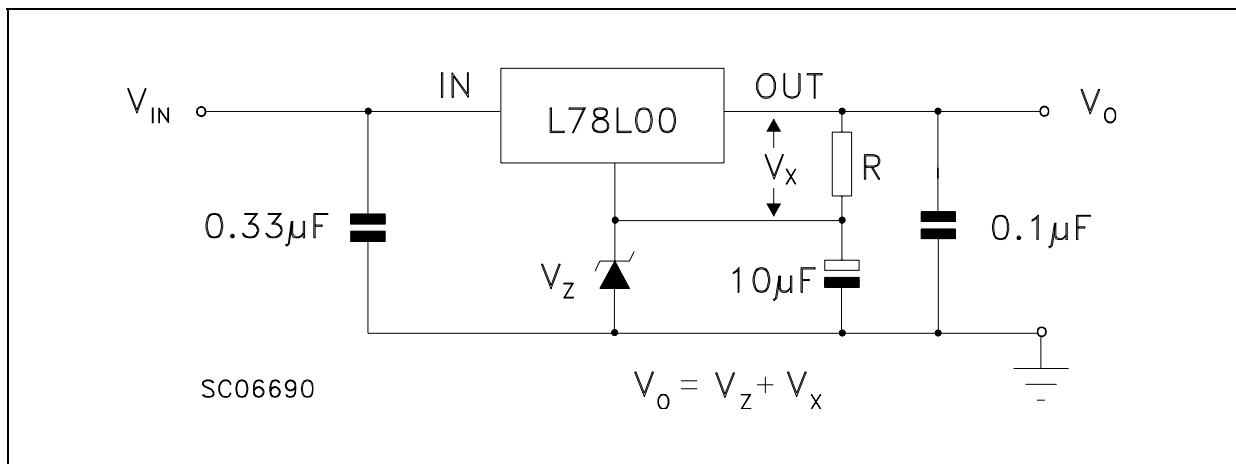 IN
OUT
V_IN
L78L00
V_O
V_X
R
0.33µF
0.1µF
V_Z
10µF
SC06690
V_O = V_Z + V_X